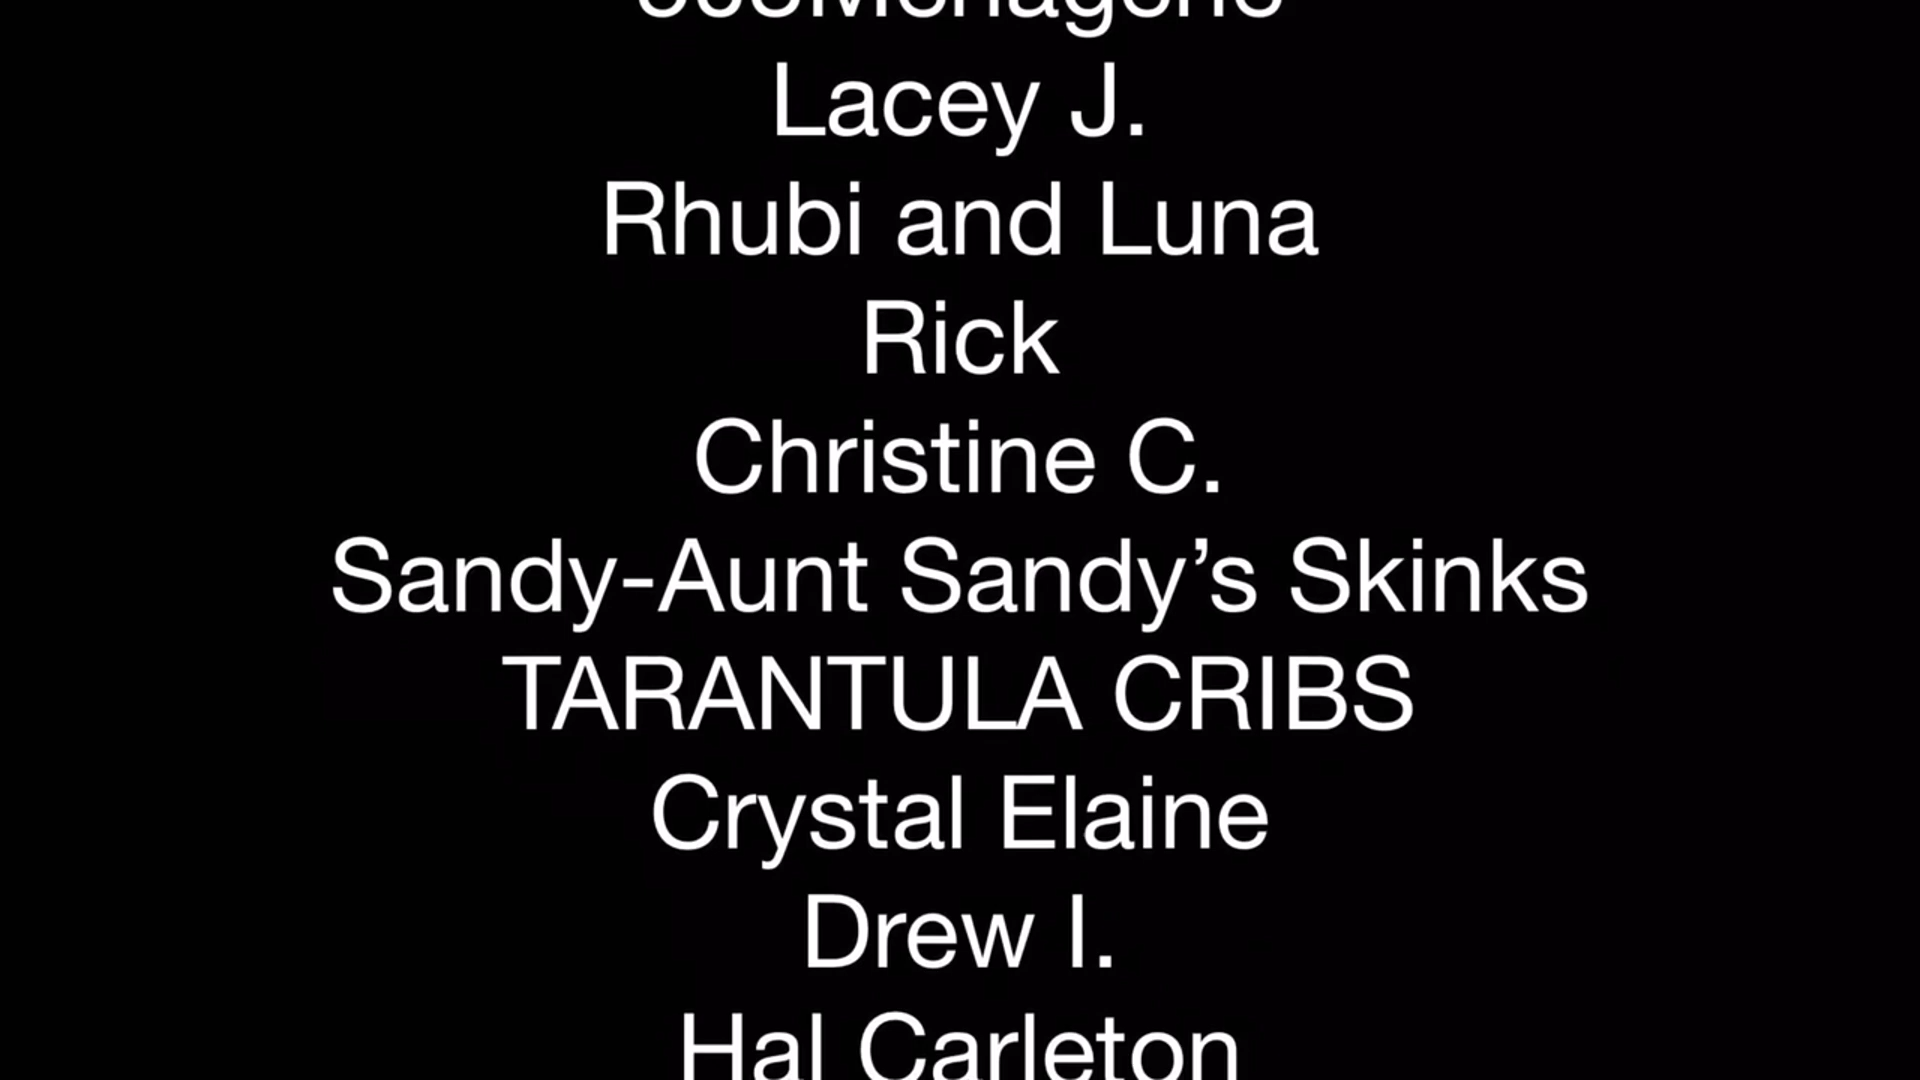 Lacey J.
Rhubi and Luna
Rick
Christine C.
Sandy-Aunt Sandy’s Skinks
TARANTULA CRIBS
Crystal Elaine
Drew I.
Hal Carleton